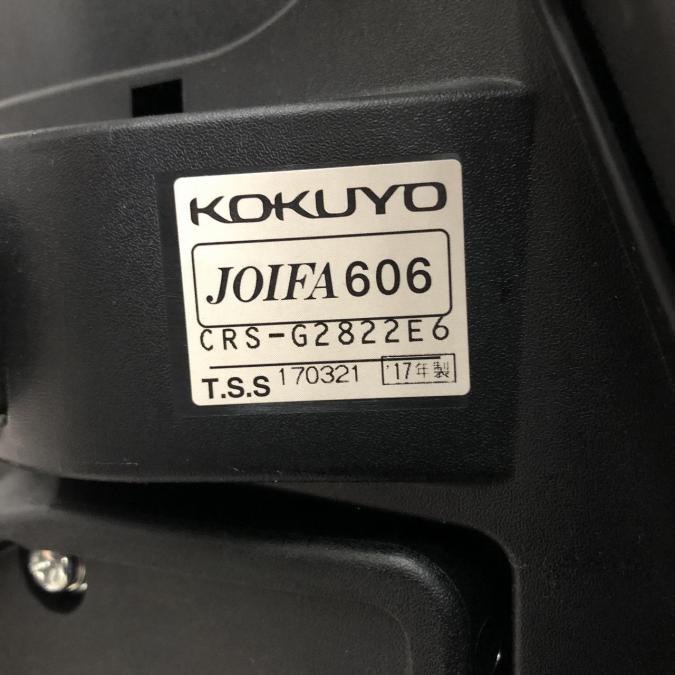 KOKUYO
JOIFA606
CRS-G2822E6
T.S.S 170321 '17年製